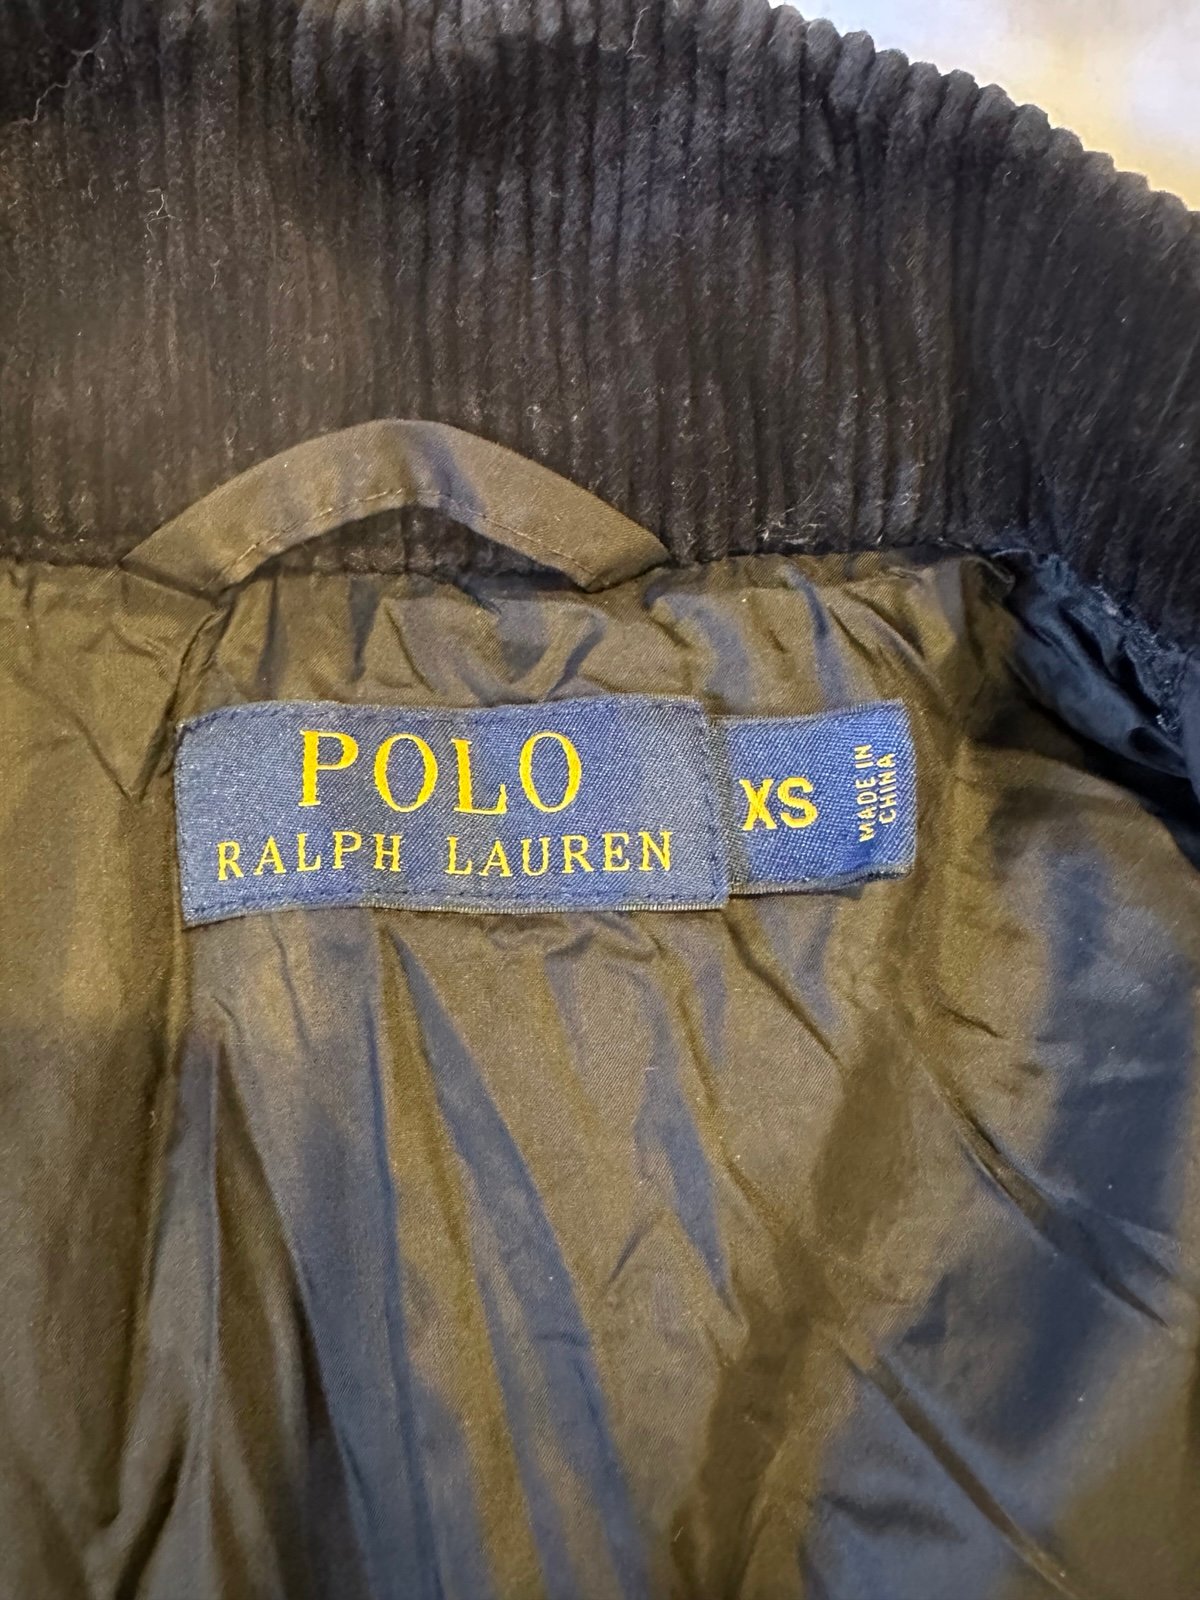 POLO
RALPH LAUREN
XS
MADE IN
CHINA